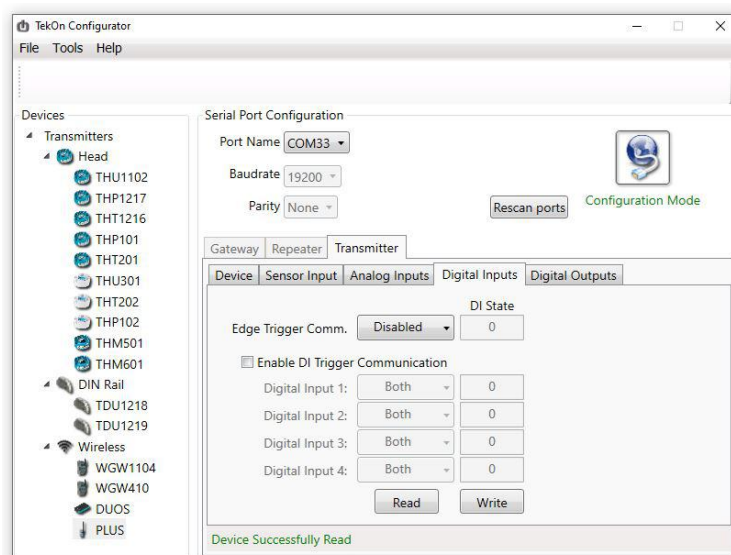 TekOn Configurator
File Tools Help
Devices
Transmitters
Head
THU1102
THP1217
THT1216
THP101
THT201
THU301
THT202
THP102
THM501
THM601
DIN Rail
TDU1218
TDU1219
Wireless
WGW1104
WGW410
DUOS
PLUS
Serial Port Configuration
Port Name COM33
Baudrate 19200
Parity None
Rescan ports
Configuration Mode
Gateway Repeater Transmitter
Device Sensor Input Analog Inputs Digital Inputs Digital Outputs
DI State
Edge Trigger Comm. Disabled 0
Enable DI Trigger Communication
Digital Input 1: Both 0
Digital Input 2: Both 0
Digital Input 3: Both 0
Digital Input 4: Both 0
Read Write
Device Successfully Read